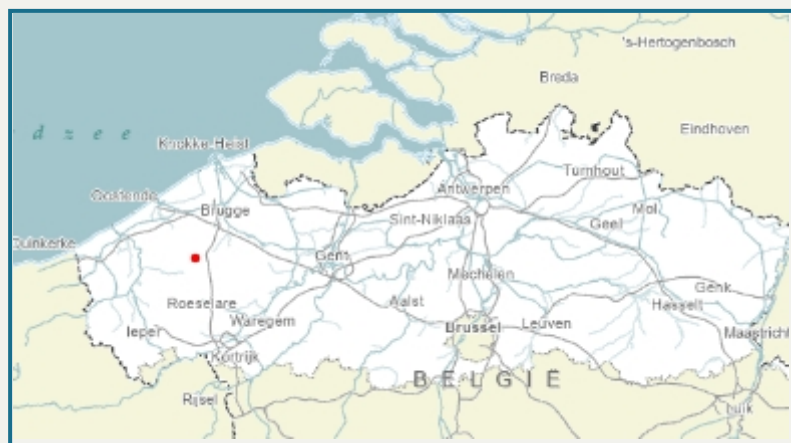 's-Hertogenbosch
Breda
d z e e
Eindhoven
Knokke-Heist
Turnhout
Oostende
Antwerpen
Mol
Brugge
Sint-Niklaas
Geel
Duinkerke
Gent
Mechelen
Genk
Roeselare
Aalst
Hasselt
Ieper
Waregem
Brussel
Leuven
Maastricht
Kortrijk
BELGIË
Rijsel
Luik